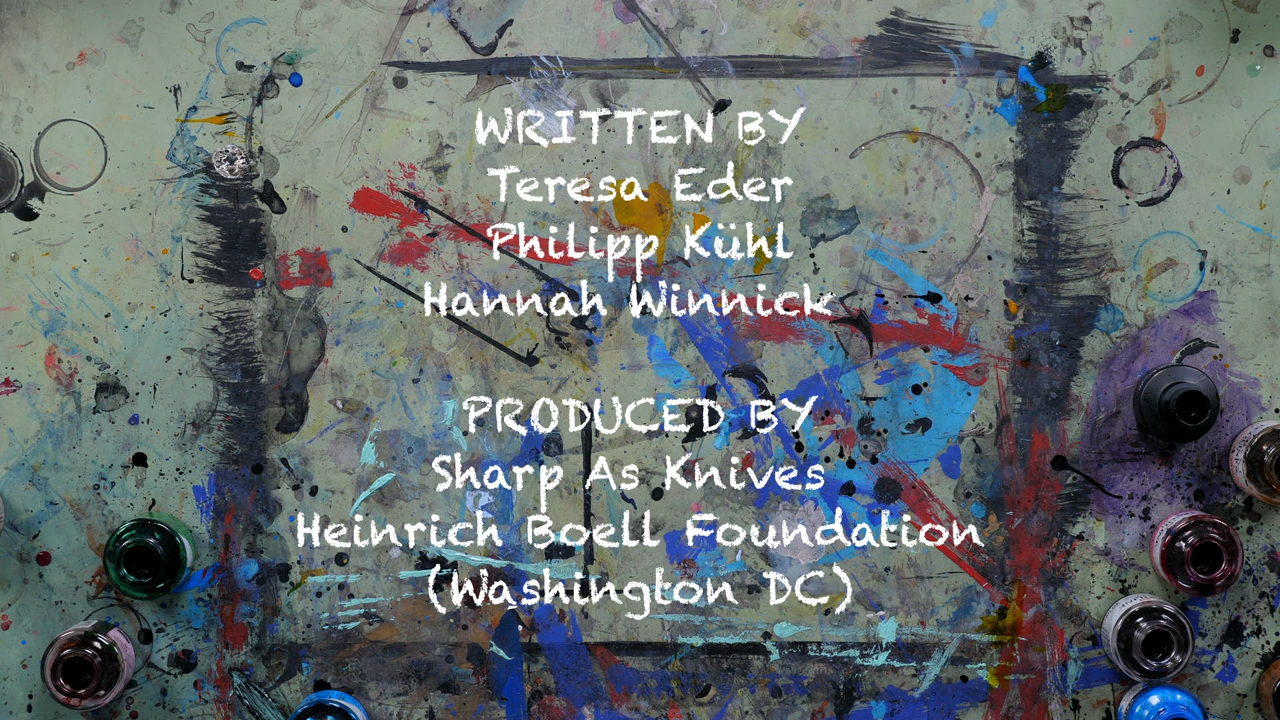 WRITTEN BY
Teresa Eder
Philipp Kühl
Hannah Winnick
PRODUCED BY
Sharp As Knives
Heinrich Boell Foundation
(Washington DC)